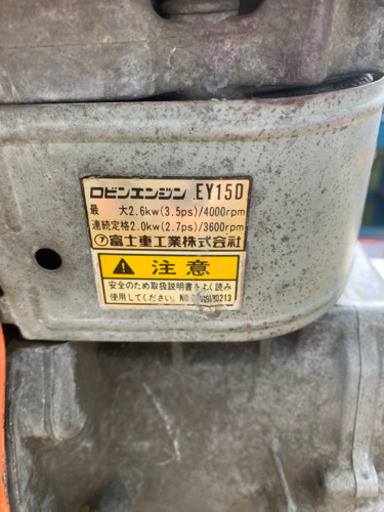 ロビンエンジン EY15D
最　大2.6kw(3.5ps)/4000rpm
連続定格2.0kw(2.7ps)/3600rpm
富士重工業株式会社
注意
安全のため取扱説明書をよく読み
使用してください。 NO.